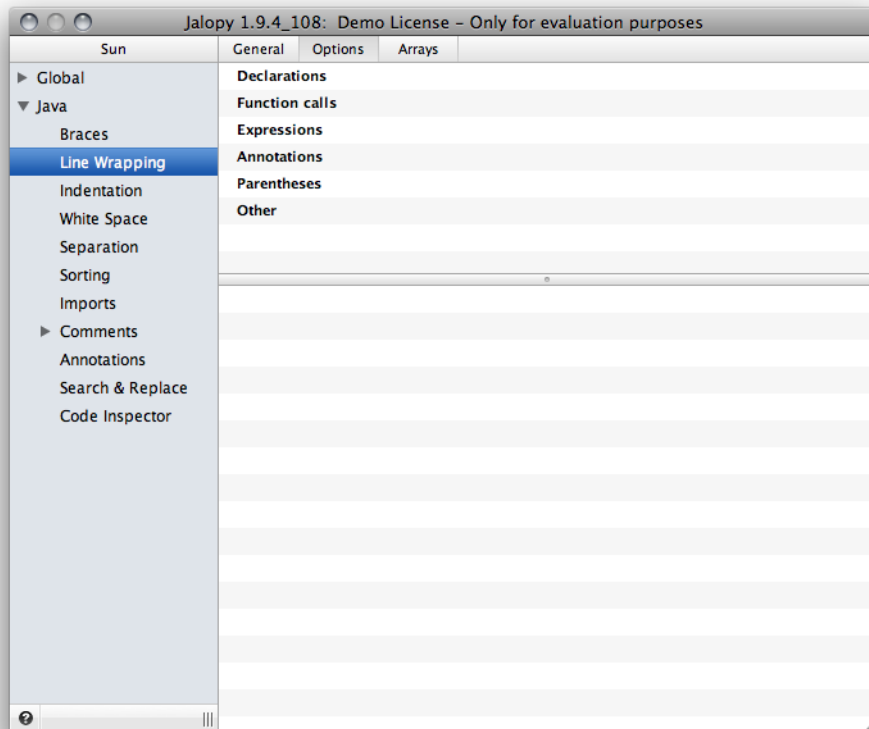 Jalopy 1.9.4_108: Demo License – Only for evaluation purposes
Sun
General Options Arrays
Global
Java
Braces
Line Wrapping
Indentation
White Space
Separation
Sorting
Imports
Comments
Annotations
Search & Replace
Code Inspector
Declarations
Function calls
Expressions
Annotations
Parentheses
Other
?